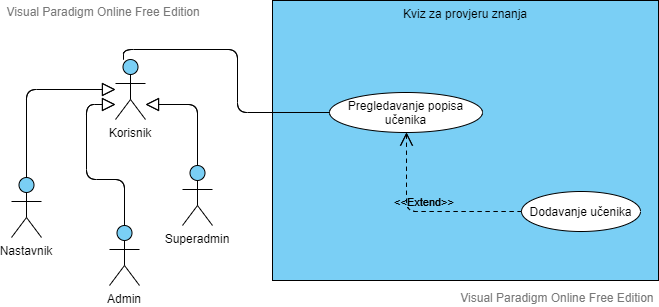 Visual Paradigm Online Free Edition
Kviz za provjeru znanja
Pregledavanje popisa
učenika
Korisnik
<<Extend>>
Dodavanje učenika
Nastavnik
Superadmin
Admin
Visual Paradigm Online Free Edition